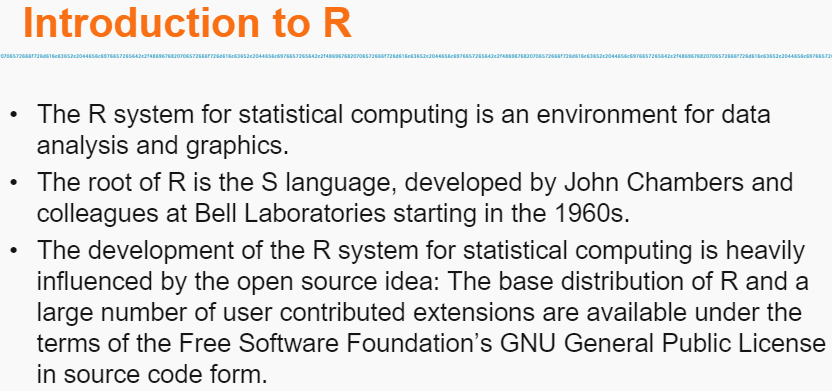 Introduction to R
• The R system for statistical computing is an environment for data
analysis and graphics.
• The root of R is the S language, developed by John Chambers and
colleagues at Bell Laboratories starting in the 1960s.
• The development of the R system for statistical computing is heavily
influenced by the open source idea: The base distribution of R and a
large number of user contributed extensions are available under the
terms of the Free Software Foundation’s GNU General Public License
in source code form.